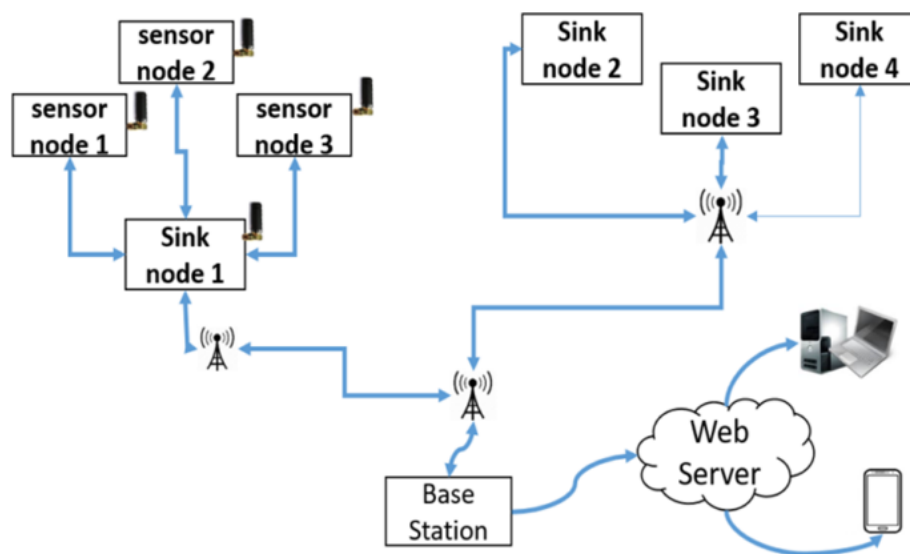 sensor
node 2
sensor
node 1
sensor
node 3
Sink
node 1
Sink
node 2
Sink
node 3
Sink
node 4
Base
Station
Web
Server